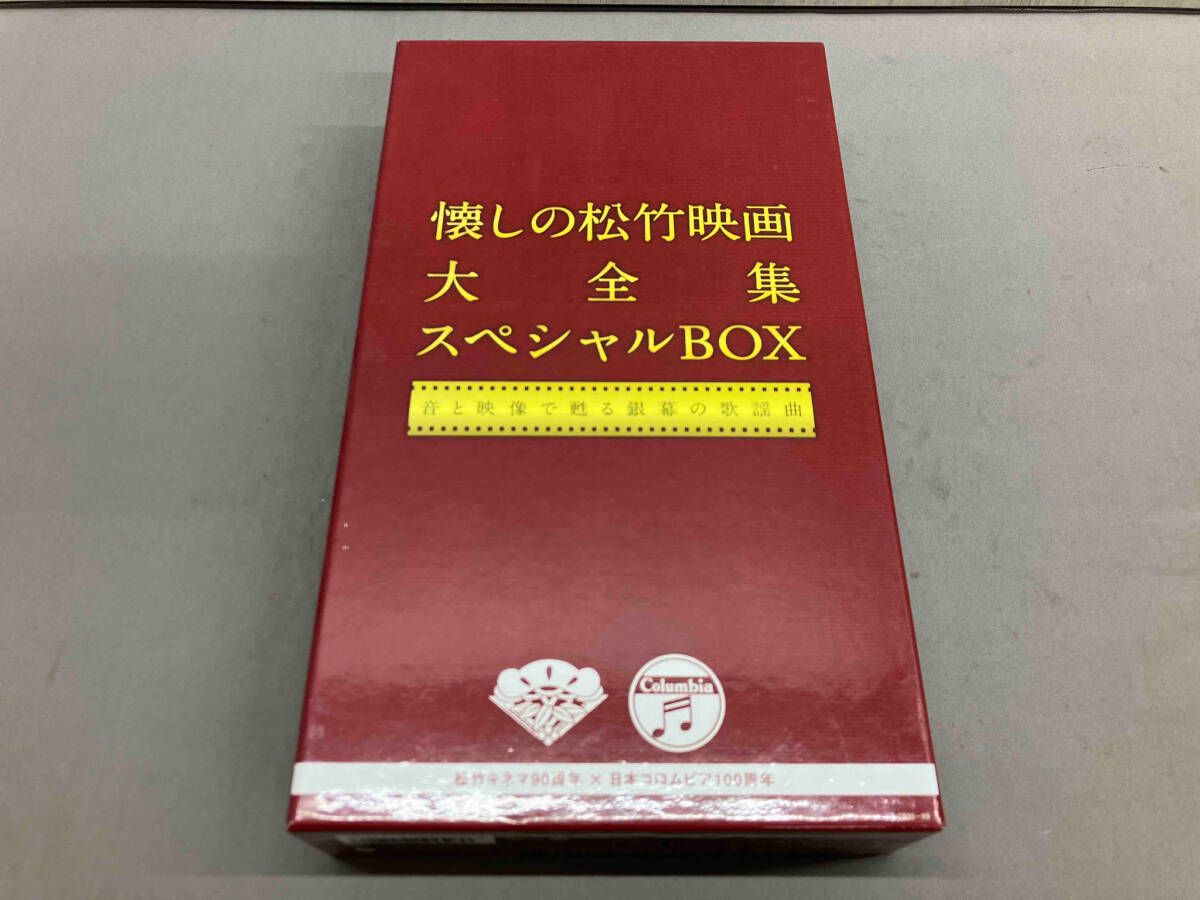 懐しの松竹映画
大全集
スペシャルBOX
音と映像で甦る銀幕の歌謡曲
Columbia
松竹キネマ90周年 × 日本コロムビア100周年